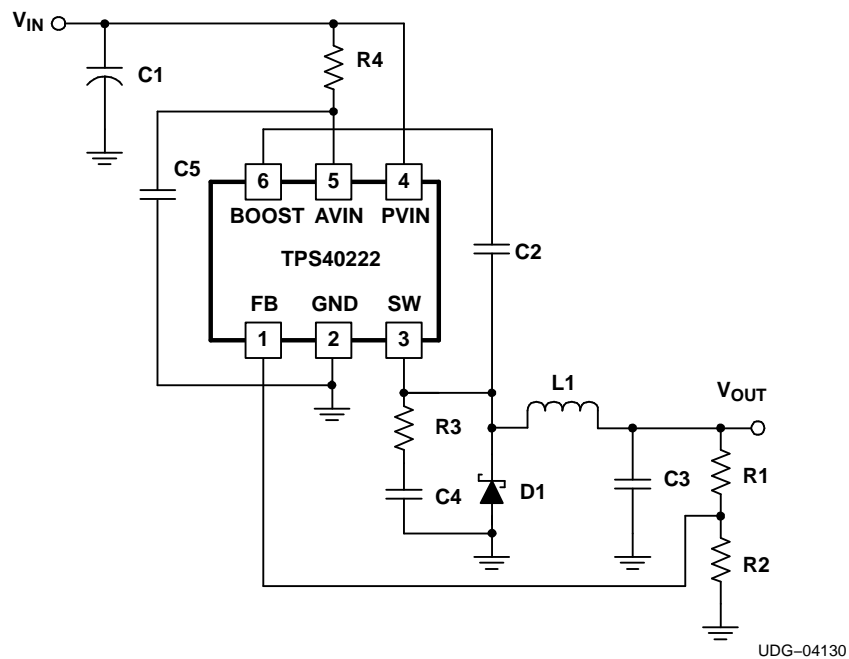 VIN
R4
C1
C5
6 5 4
BOOST AVIN PVIN
C2
TPS40222
FB GND SW
1 2 3
L1
VOUT
R3
R1
C4 D1 C3
R2
UDG–04130